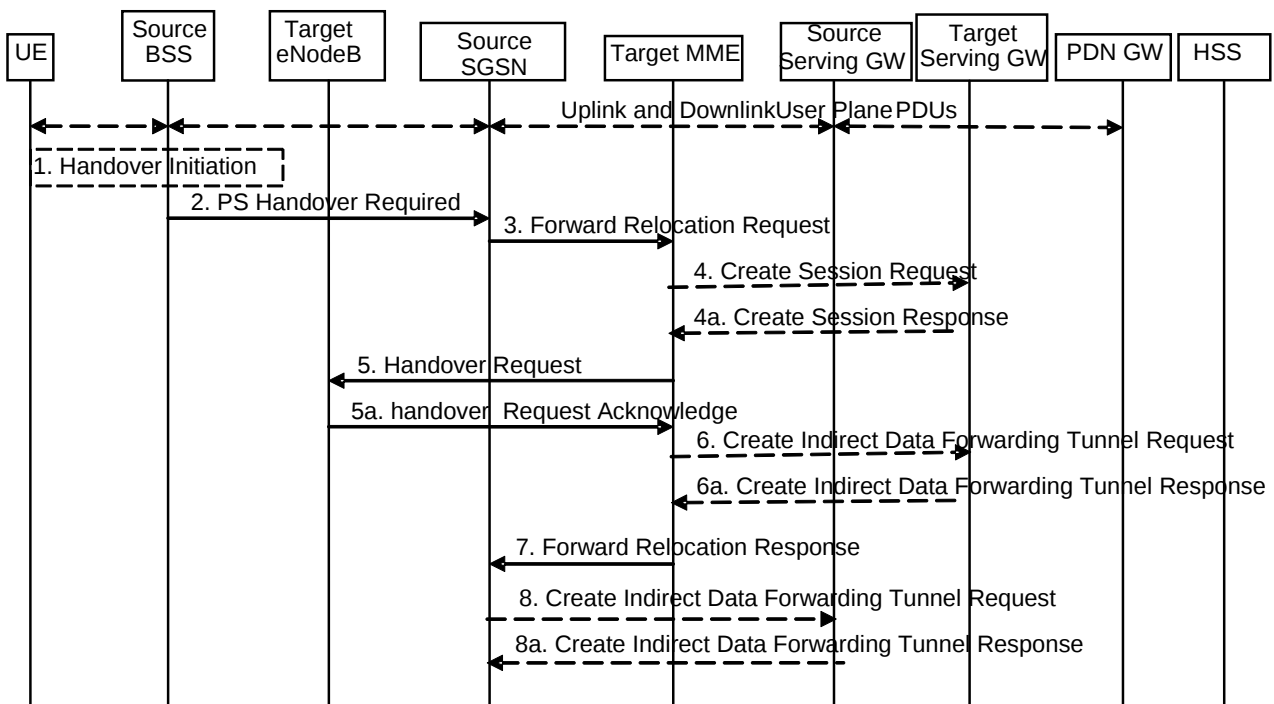 UE
Source
BSS
Target
eNodeB
Source
SGSN
Target MME
Source
Serving GW
Target
Serving GW
PDN GW
HSS
Uplink and DownlinkUser Plane PDUs
1. Handover Initiation
2. PS Handover Required
3. Forward Relocation Request
4. Create Session Request
4a. Create Session Response
5. Handover Request
5a. handover Request Acknowledge
6. Create Indirect Data Forwarding Tunnel Request
6a. Create Indirect Data Forwarding Tunnel Response
7. Forward Relocation Response
8. Create Indirect Data Forwarding Tunnel Request
8a. Create Indirect Data Forwarding Tunnel Response